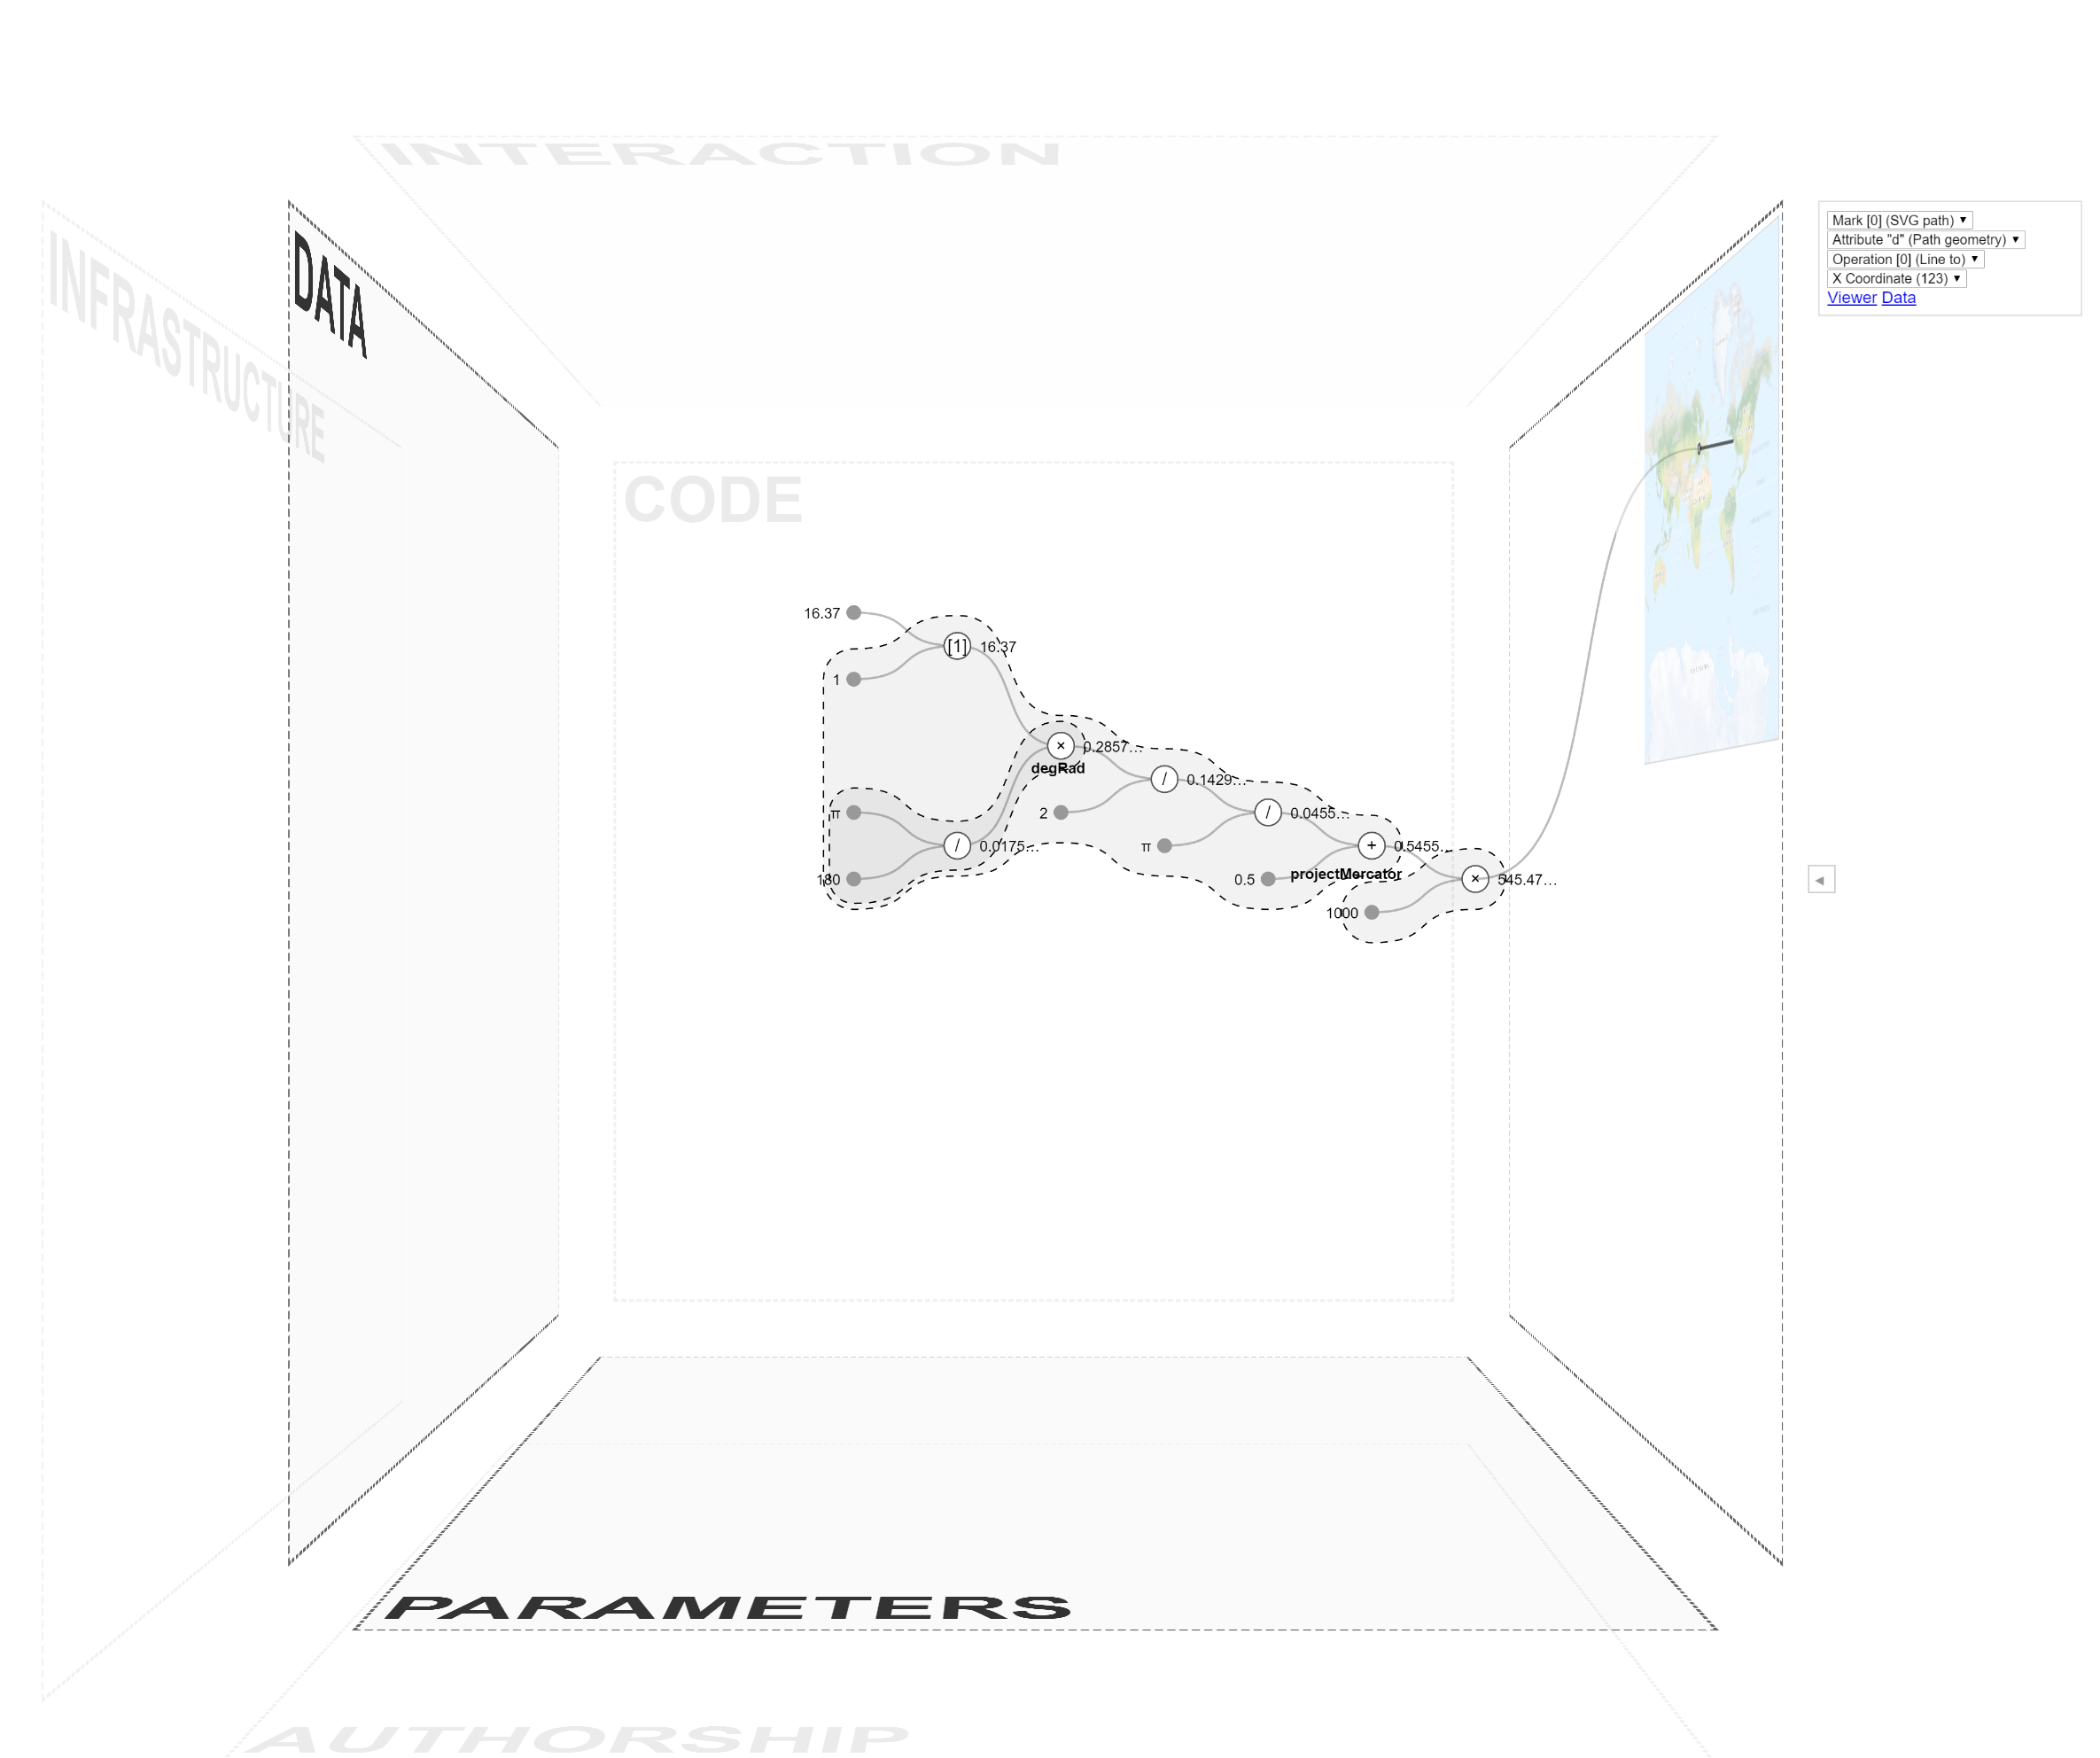 INTERACTION
INFRASTRUCTURE
DATA
Mark [0] (SVG path) ▼
Attribute "d" (Path geometry) ▼
Operation [0] (Line to) ▼
X Coordinate (123) ▼
Viewer Data
CODE
16.37
[1] 16.37
1
× 0.2857…
degRad
/ 0.1429…
π
2
/ 0.0455…
/ 0.0175…
π
+ 0.5455…
180
0.5
projectMercator
× 545.47…
1000
◄
PARAMETERS
AUTHORSHIP